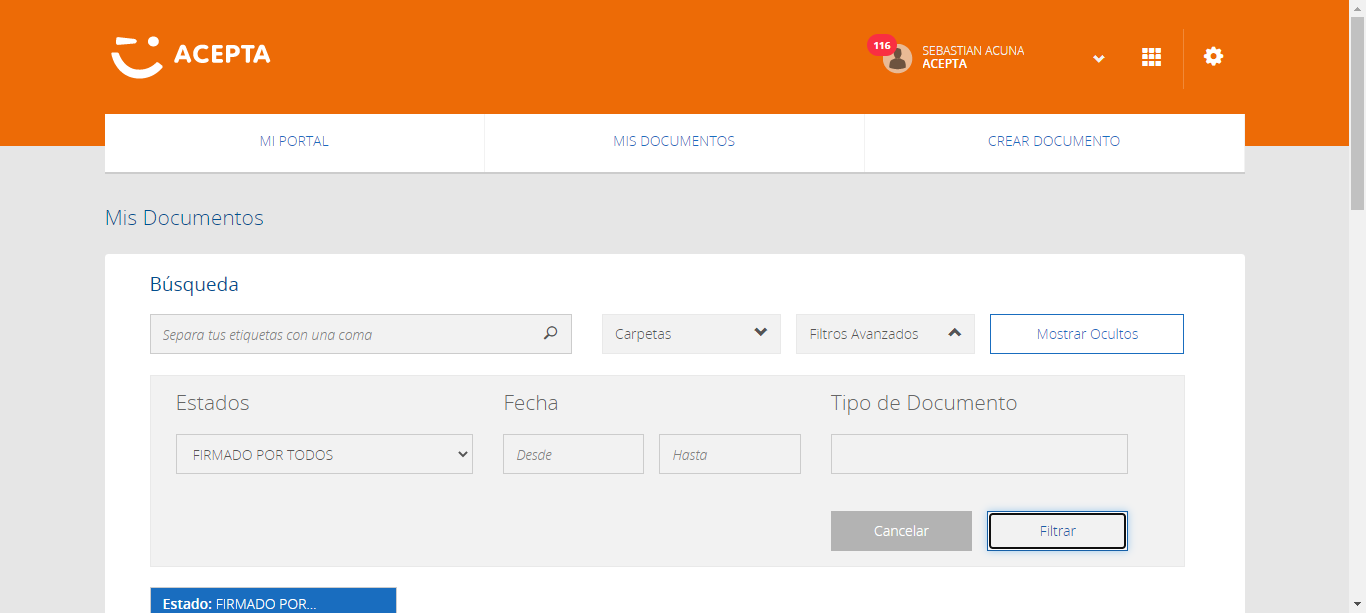 ACEPTA
116
SEBASTIAN ACUNA
ACEPTA
MI PORTAL
MIS DOCUMENTOS
CREAR DOCUMENTO
Mis Documentos
Búsqueda
Separa tus etiquetas con una coma
Carpetas
Filtros Avanzados
Mostrar Ocultos
Estados
Fecha
Tipo de Documento
FIRMADO POR TODOS
Desde
Hasta
Cancelar
Filtrar
Estado: FIRMADO POR...